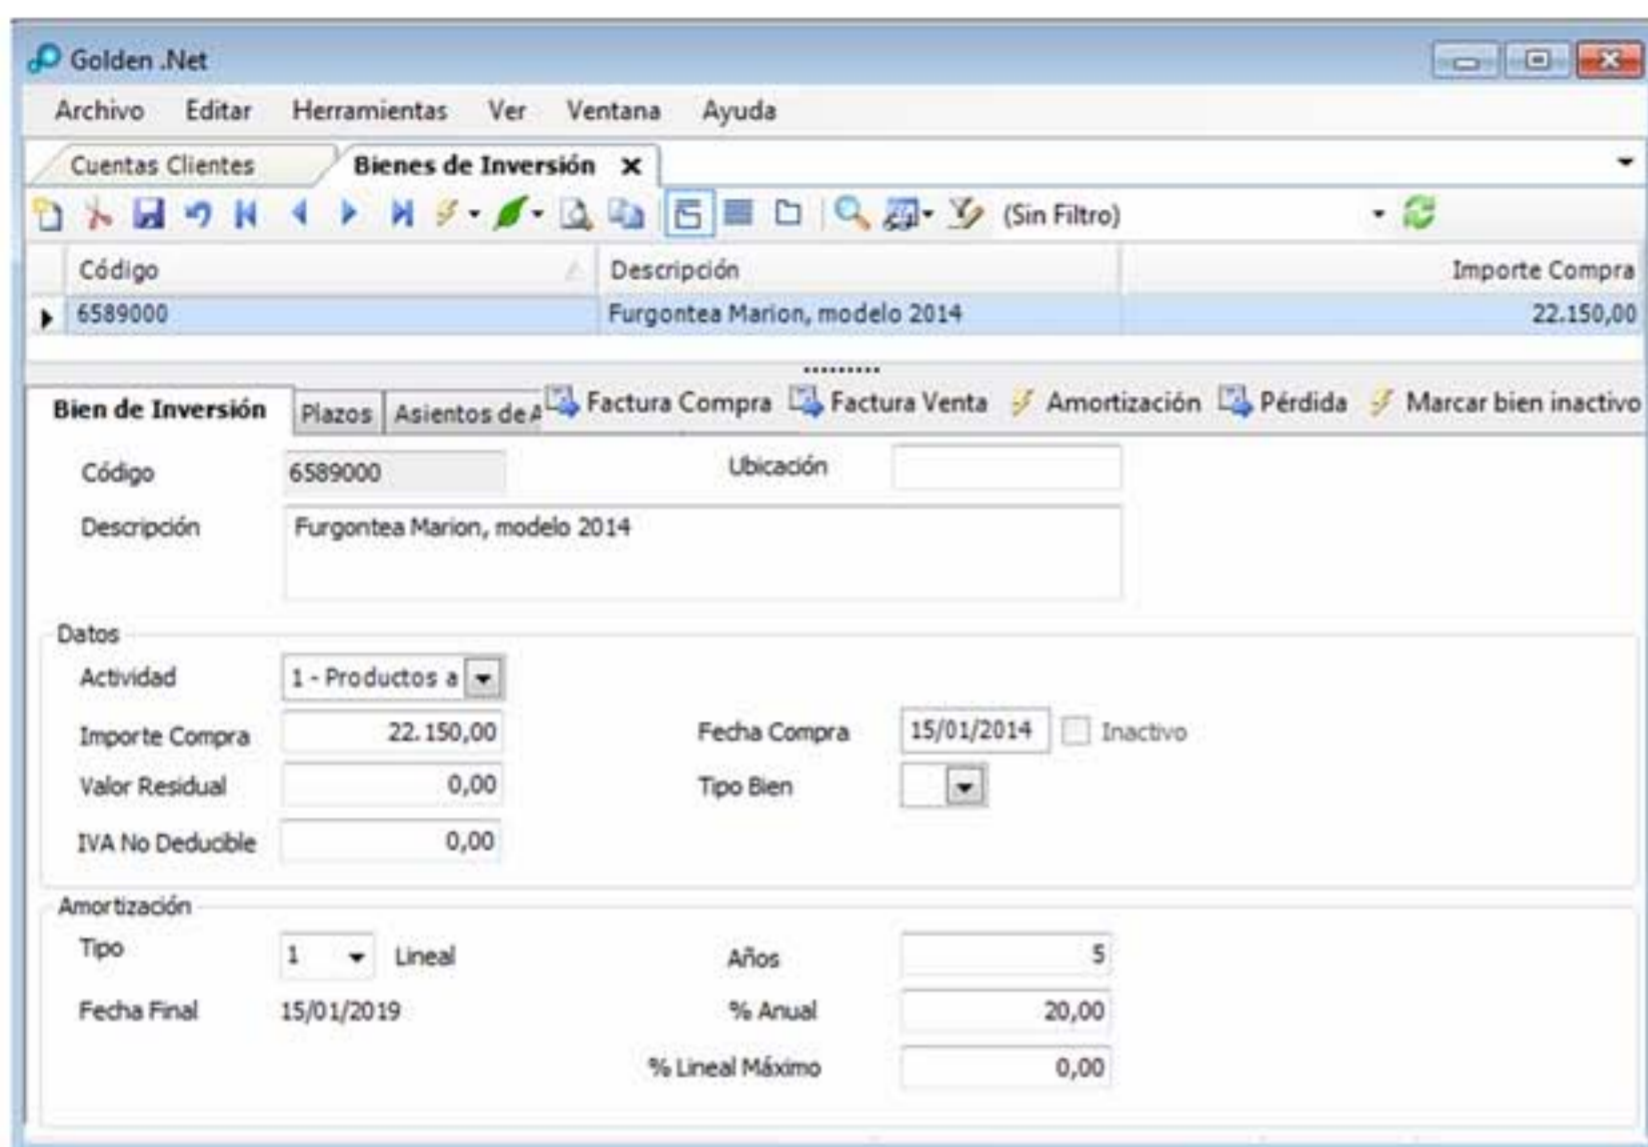 Golden .Net
Archivo Editar Herramientas Ver Ventana Ayuda
Cuentas Clientes Bienes de Inversión
(Sin Filtro)
Código Descripción Importe Compra
6589000 Furgontea Marion, modelo 2014 22.150,00
Bien de Inversión Plazos Asientos de A Factura Compra Factura Venta Amortización Pérdida Marcar bien inactivo
Código 6589000 Ubicación
Descripción Furgontea Marion, modelo 2014
Datos
Actividad 1 - Productos a
Importe Compra 22.150,00 Fecha Compra 15/01/2014 Inactivo
Valor Residual 0,00 Tipo Bien
IVA No Deducible 0,00
Amortización
Tipo 1 Lineal Años 5
Fecha Final 15/01/2019 % Anual 20,00
% Lineal Máximo 0,00